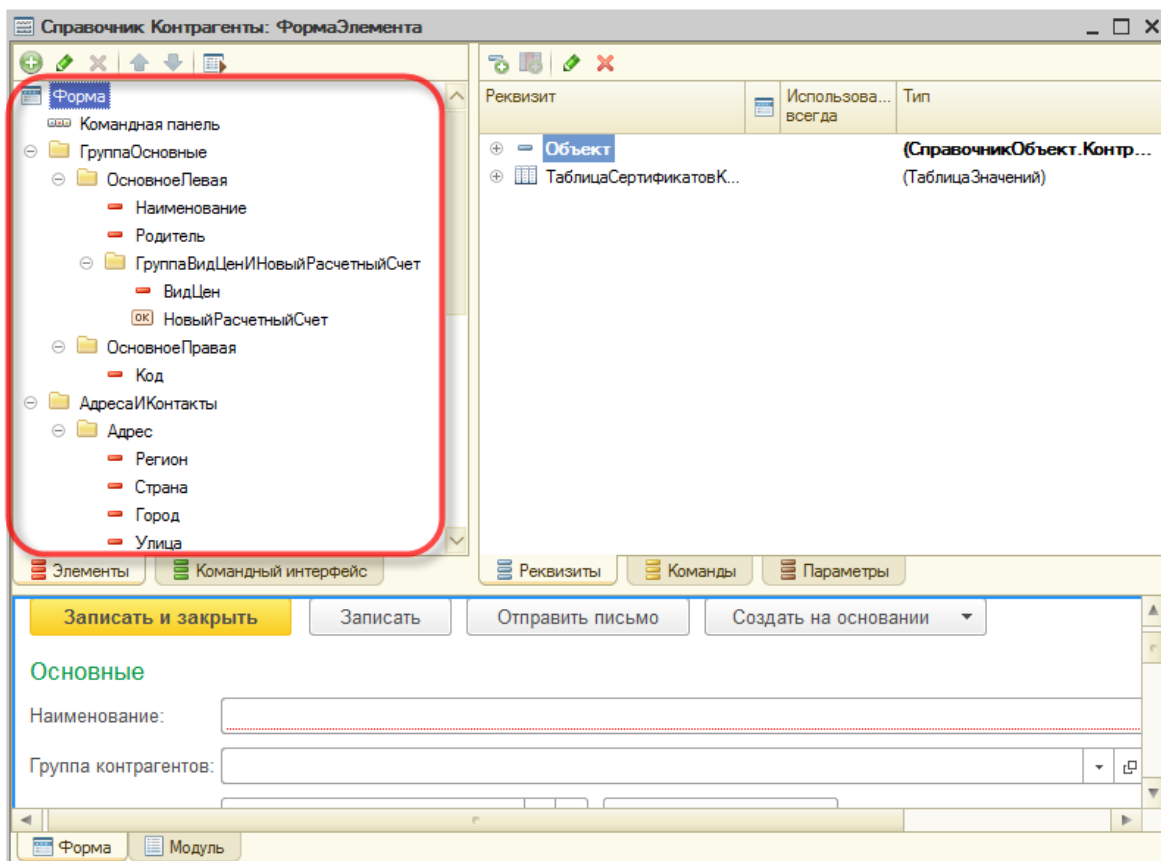 Справочник Контрагенты: ФормаЭлемента
Форма
Командная панель
ГруппаОсновные
ОсновноеЛевая
Наименование
Родитель
ГруппаВидЦенИНовыйРасчетныйСчет
ВидЦен
OK НовыйРасчетныйСчет
ОсновноеПравая
Код
АдресаИКонтакты
Адрес
Регион
Страна
Город
Улица
Элементы Командный интерфейс
Реквизит Использова... всегда Тип
Объект (СправочникОбъект.Контр...
ТаблицаСертификатовК... (ТаблицаЗначений)
Реквизиты Команды Параметры
Записать и закрыть Записать Отправить письмо Создать на основании
Основные
Наименование:
Группа контрагентов:
Форма Модуль